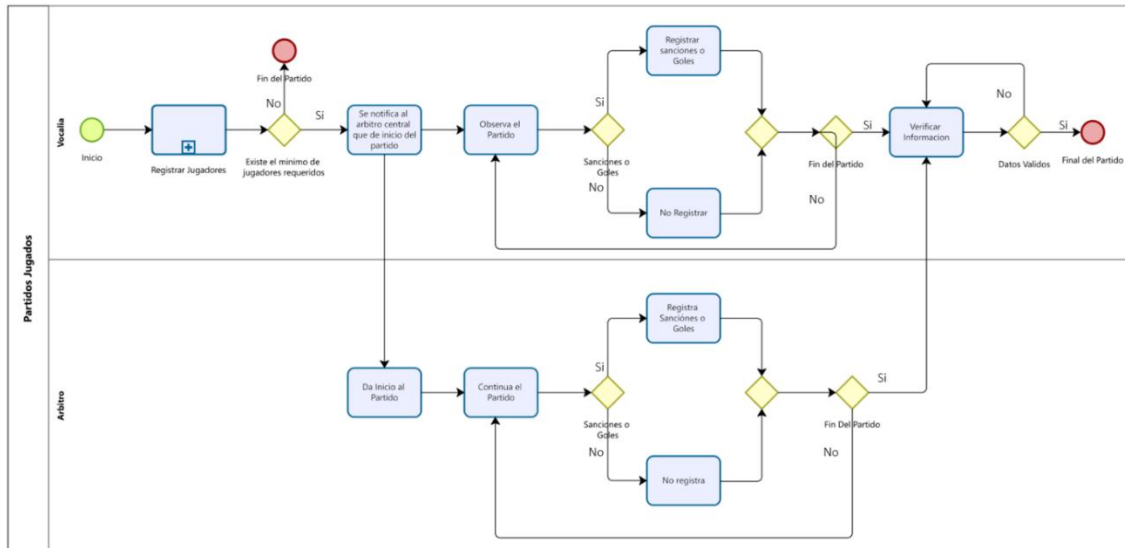 Partidos Jugados
Vocalia
Inicio
Registrar Jugadores
Fin del Partido
No
Si
Existe el minimo de
jugadores requeridos
Se notifica al
arbitro central
que de inicio del
partido
Observa el
Partido
Si
Sanciones o
Goles
No
Registrar
sanciones o
Goles
No Registrar
Fin del Partido
Si
No
Verificar
Informacion
No
Si
Datos Validos
Final del Partido
Arbitro
Da Inicio al
Partido
Continua el
Partido
Si
Sanciones o
Goles
No
Registra
Sanciónes o
Goles
No registra
Si
Fin Del Partido
No